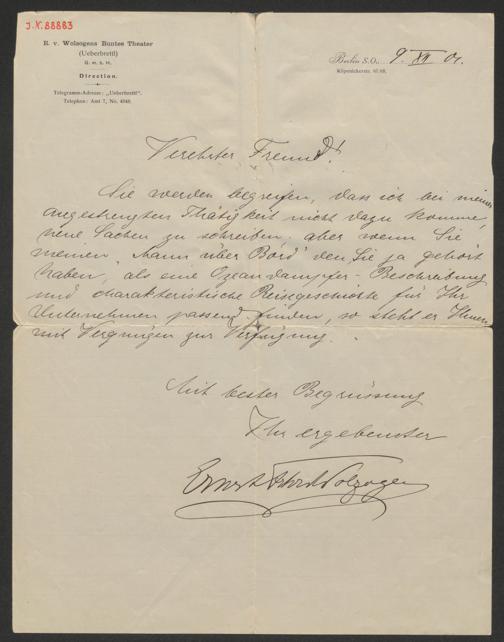 J.N. 88883
E. v. Wolzogens Buntes Theater
(Ueberbrettl)
G. m. b. H.
Direction.
Telegramm-Adresse: „Ueberbrettl“.
Telephon: Amt 7, No. 4040.
Berlin S.O., 9. XII 01.
Köpenickerstr. 67/68.
Verehrter Freund!
Sie werden begreifen, dass ich bei meiner
angestrengten Thätigkeit nicht dazu komme,
neue Sachen zu schreiben, aber wenn Sie
meinen „Mann über Bord“ den Sie ja gehört
haben, als eine Ozeandampfer-Beschreibung
und charakteristische Reisegeschichte für Ihr
Unternehmen passend finden, so steht er Ihnen
mit Vergnügen zur Verfügung.
Mit bester Begrüssung
Ihr ergebenster
Ernst Wolzogen